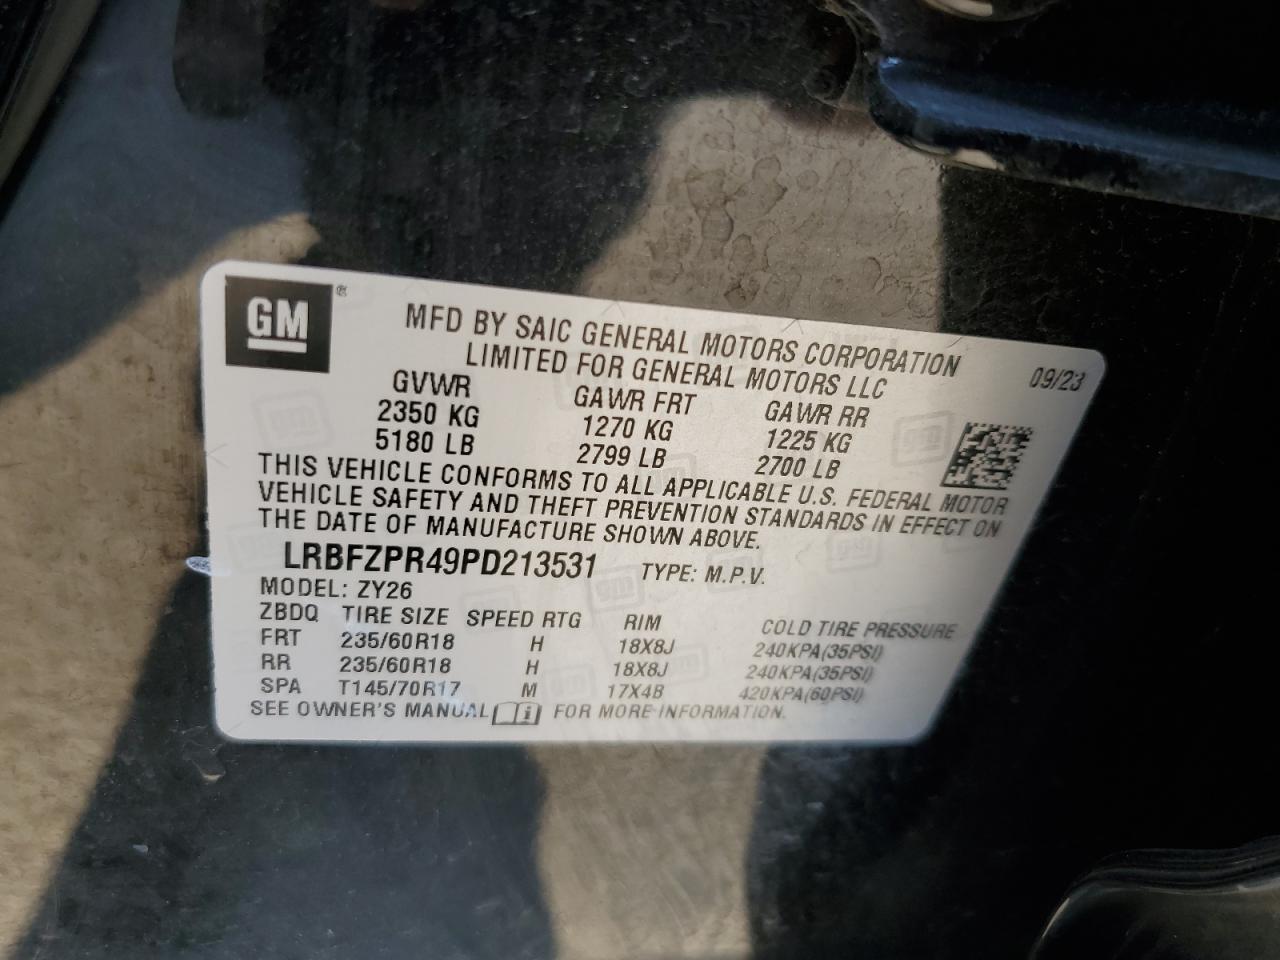 GM ®
MFD BY SAIC GENERAL MOTORS CORPORATION
LIMITED FOR GENERAL MOTORS LLC
09/23
GVWR GAWR FRT GAWR RR
2350 KG 1270 KG 1225 KG
5180 LB 2799 LB 2700 LB
THIS VEHICLE CONFORMS TO ALL APPLICABLE U.S. FEDERAL MOTOR
VEHICLE SAFETY AND THEFT PREVENTION STANDARDS IN EFFECT ON
THE DATE OF MANUFACTURE SHOWN ABOVE.
LRBFZPR49PD213531 TYPE: M.P.V.
MODEL: ZY26
ZBDQ TIRE SIZE SPEED RTG RIM COLD TIRE PRESSURE
FRT 235/60R18 H 18X8J 240KPA(35PSI)
RR 235/60R18 H 18X8J 240KPA(35PSI)
SPA T145/70R17 M 17X4B 420KPA(60PSI)
SEE OWNER'S MANUAL FOR MORE INFORMATION.